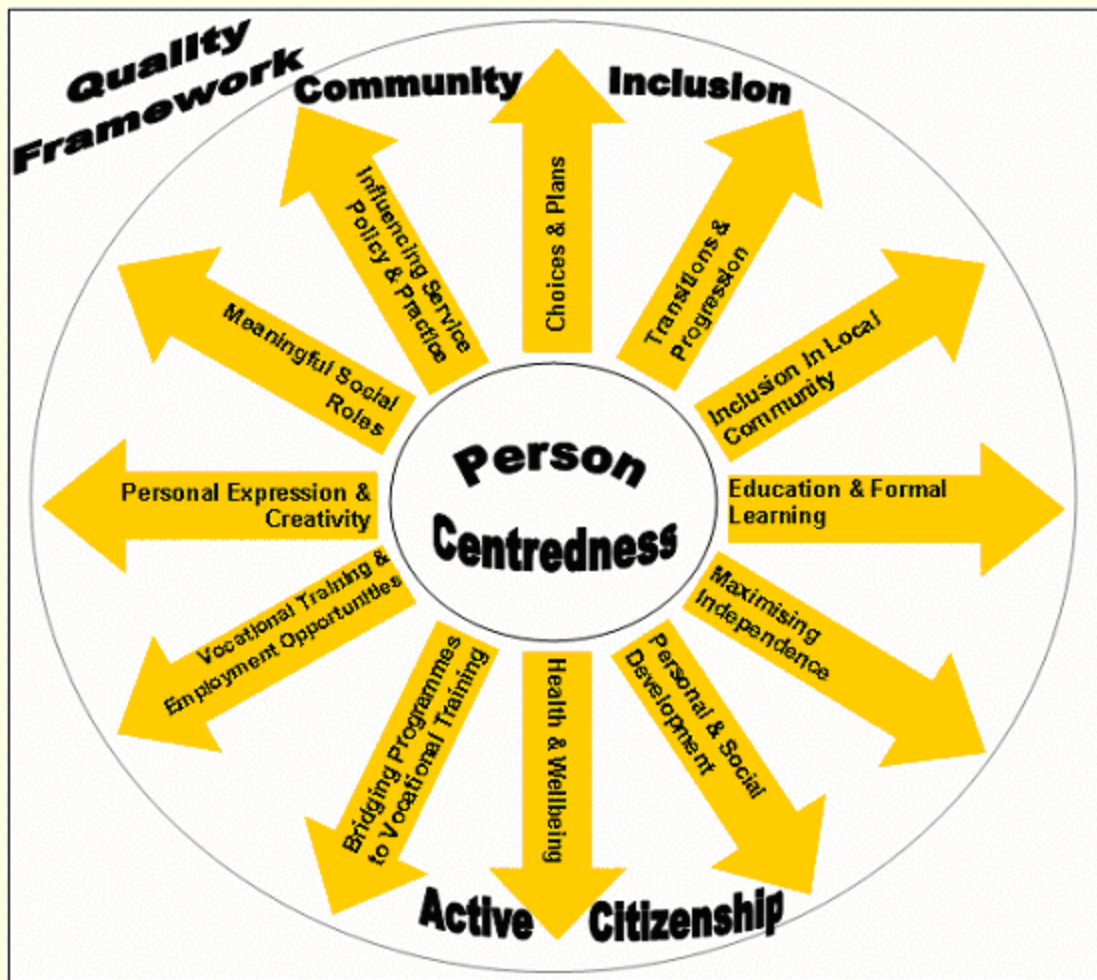 Quality
Framework
Community Inclusion
Choices & Plans
Transitions &
Progression
Inclusion In Local
Community
Education & Formal
Learning
Maximising
Independence
Personal & Social
Development
Health & Wellbeing
Bridging Programmes
to Vocational Training
Vocational Training &
Employment Opportunities
Personal Expression &
Creativity
Meaningful Social
Roles
Influencing Service
Policy & Practice
Person
Centredness
Active Citizenship